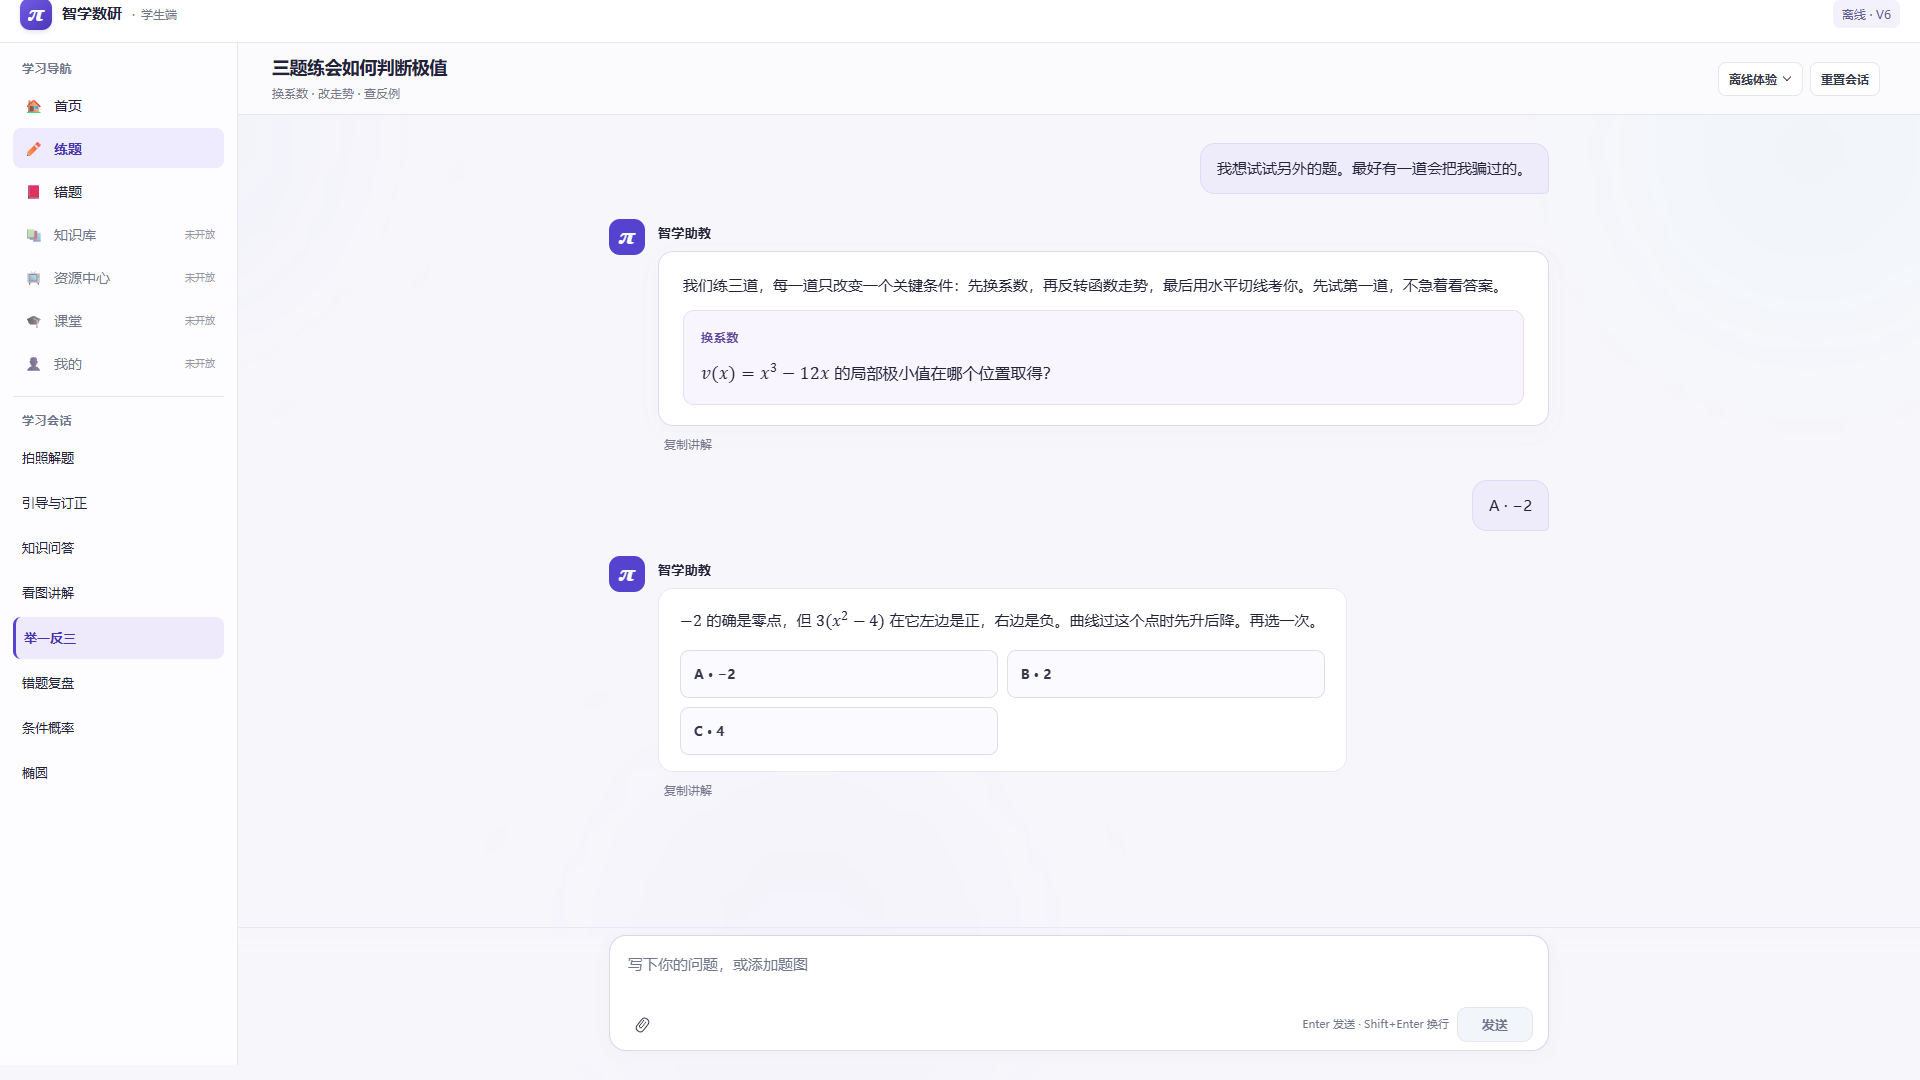 π 智学数研 · 学生端
离线 · V6
学习导航
首页
练题
错题
知识库 未开放
资源中心 未开放
课堂 未开放
我的 未开放
学习会话
拍照解题
引导与订正
知识问答
看图讲解
举一反三
错题复盘
条件概率
椭圆
三题练会如何判断极值
换系数 · 改走势 · 查反例
离线体验
重置会话
我想试试另外的题。最好有一道会把我骗过的。
π 智学助教
我们练三道，每一道只改变一个关键条件：先换系数，再反转函数走势，最后用水平切线考你。先试第一道，不急着看答案。
换系数
v(x) = x³ − 12x 的局部极小值在哪个位置取得？
复制讲解
A · −2
π 智学助教
−2 的确是零点，但 3(x² − 4) 在它左边是正，右边是负。曲线过这个点时先升后降。再选一次。
A • −2
B • 2
C • 4
复制讲解
写下你的问题，或添加题图
Enter 发送 · Shift+Enter 换行
发送